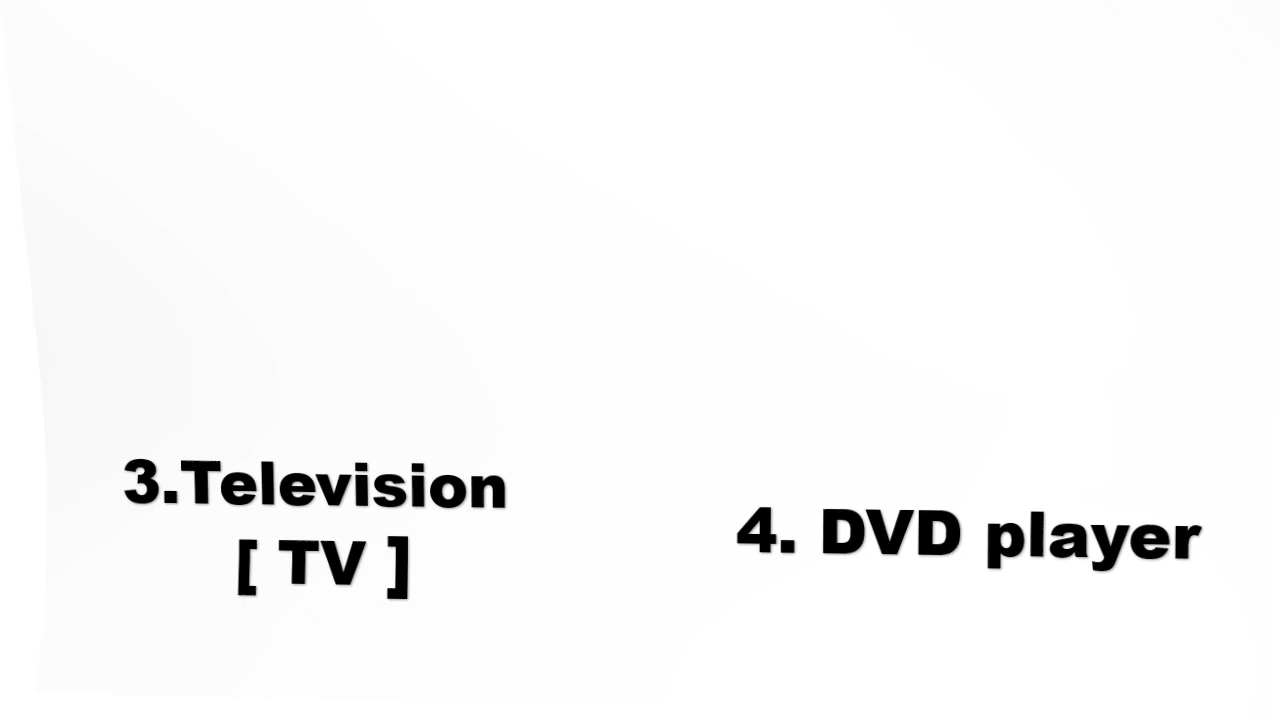 3.Television
[ TV ]
4. DVD player